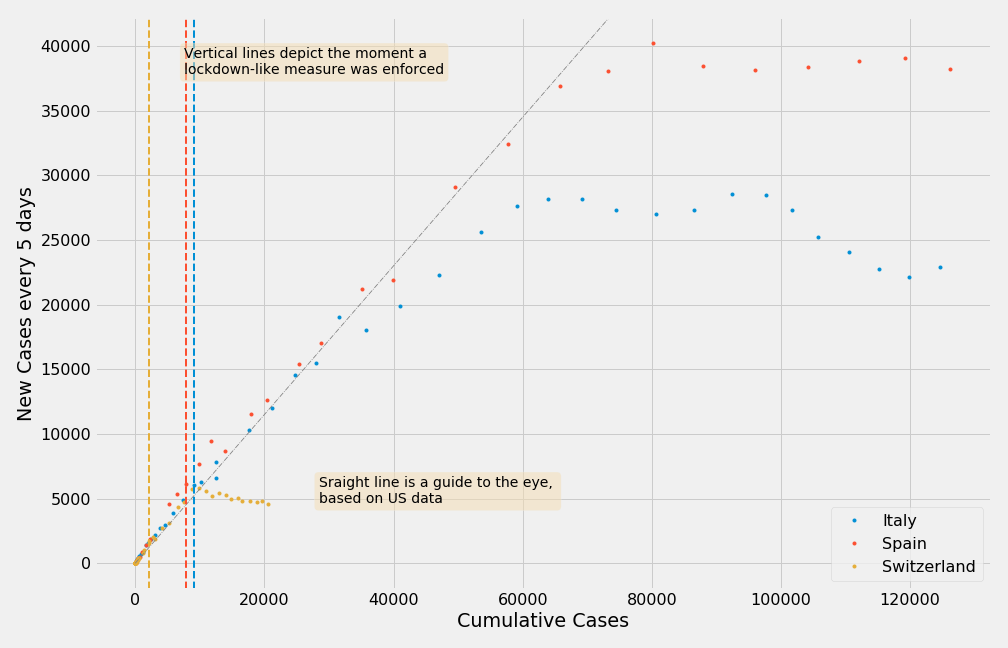 Vertical lines depict the moment a
lockdown-like measure was enforced
Sraight line is a guide to the eye,
based on US data
New Cases every 5 days
40000
35000
30000
25000
20000
15000
10000
5000
0
0
20000
40000
60000
80000
100000
120000
Cumulative Cases
Italy
Spain
Switzerland